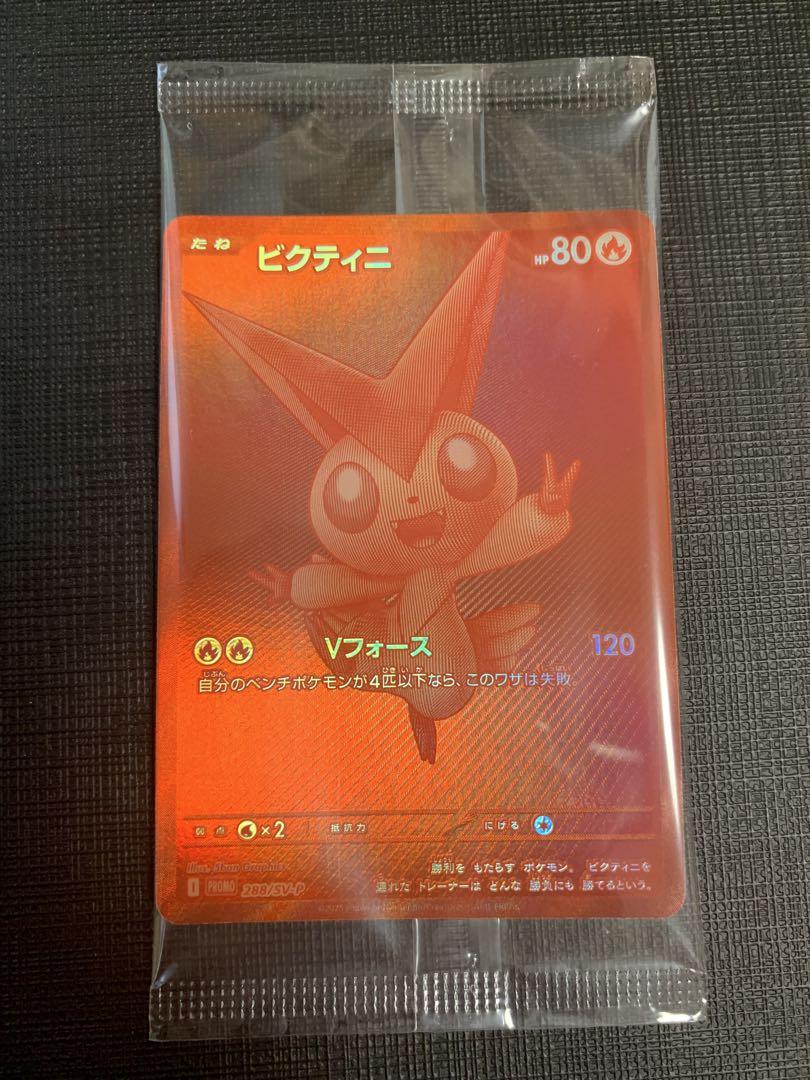 たね ビクティニ HP 80
Vフォース 120
自分のベンチポケモンが4匹以下なら、このワザは失敗。
弱点 ×2 抵抗力 にげる
Illus. 5ban Graphics
勝利を もたらす ポケモン。 ビクティニを
I PROMO 288/SV-P
連れた トレーナーは どんな 勝負にも 勝てるという。